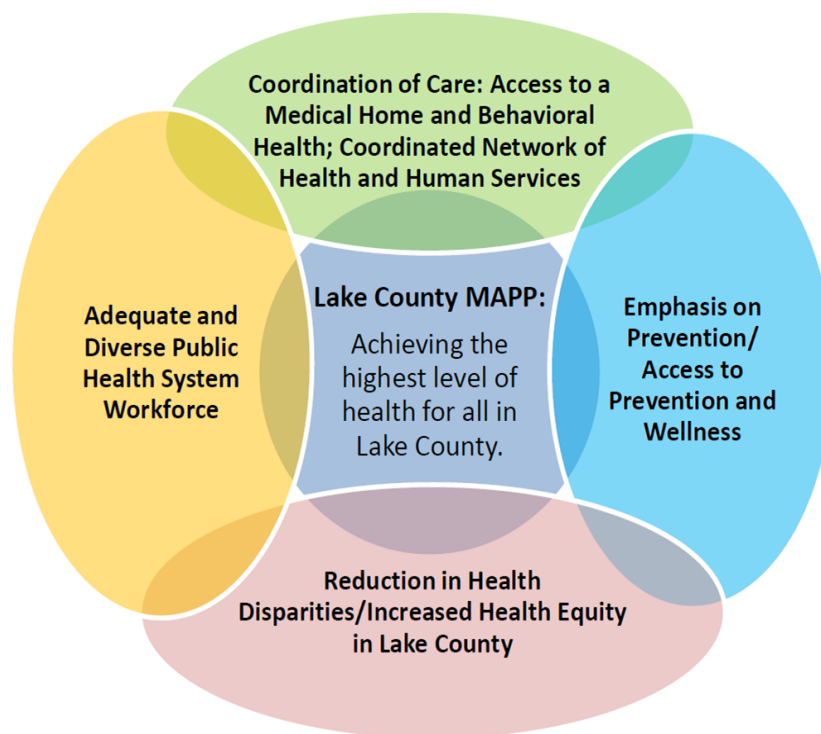 Coordination of Care: Access to a
Medical Home and Behavioral
Health; Coordinated Network of
Health and Human Services
Adequate and
Diverse Public
Health System
Workforce
Lake County MAPP:
Achieving the
highest level of
health for all in
Lake County.
Emphasis on
Prevention/
Access to
Prevention and
Wellness
Reduction in Health
Disparities/Increased Health Equity
in Lake County